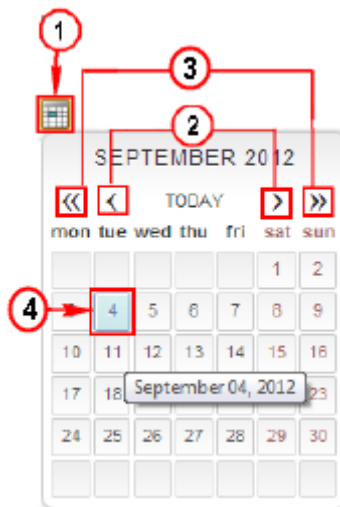 1
3
2
SEPTEMBER 2012
« ‹ TODAY › »
mon tue wed thu fri sat sun
1 2
4 4 5 6 7 8 9
10 11 12 13 14 15 16
17 18 September 04, 2012 23
24 25 26 27 28 29 30